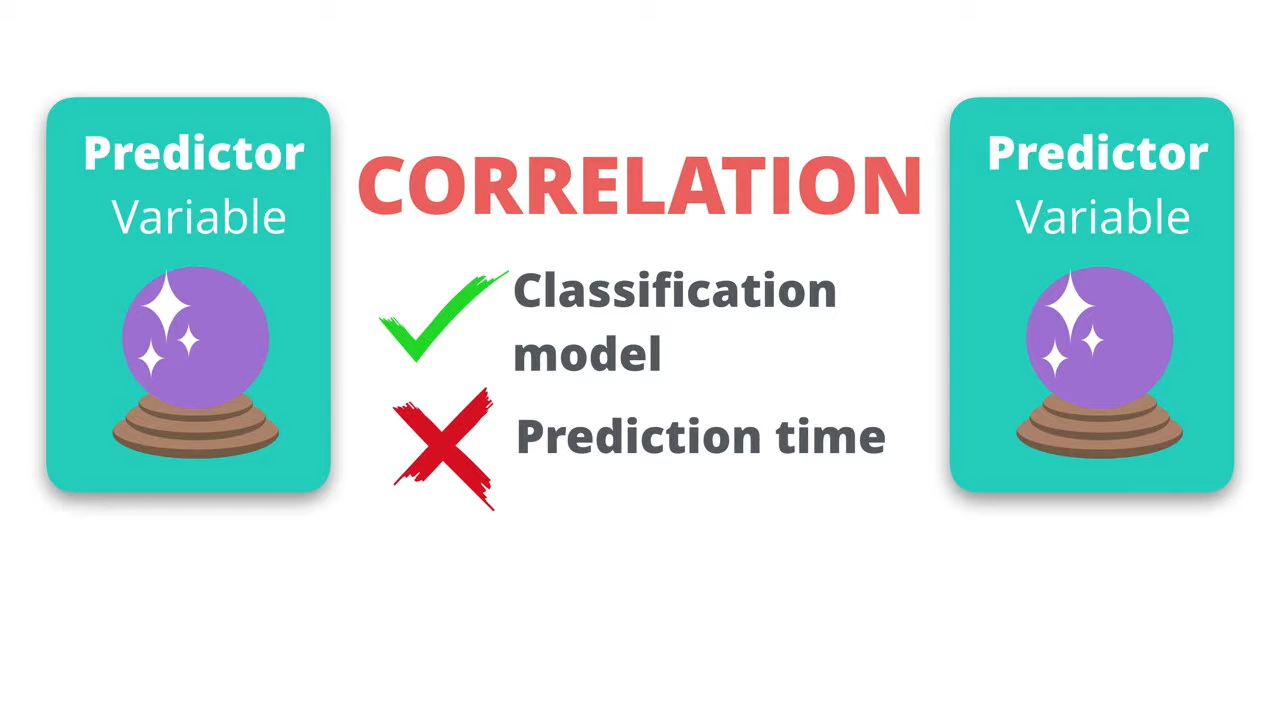 Predictor
Variable
CORRELATION
Classification
model
Prediction time
Predictor
Variable